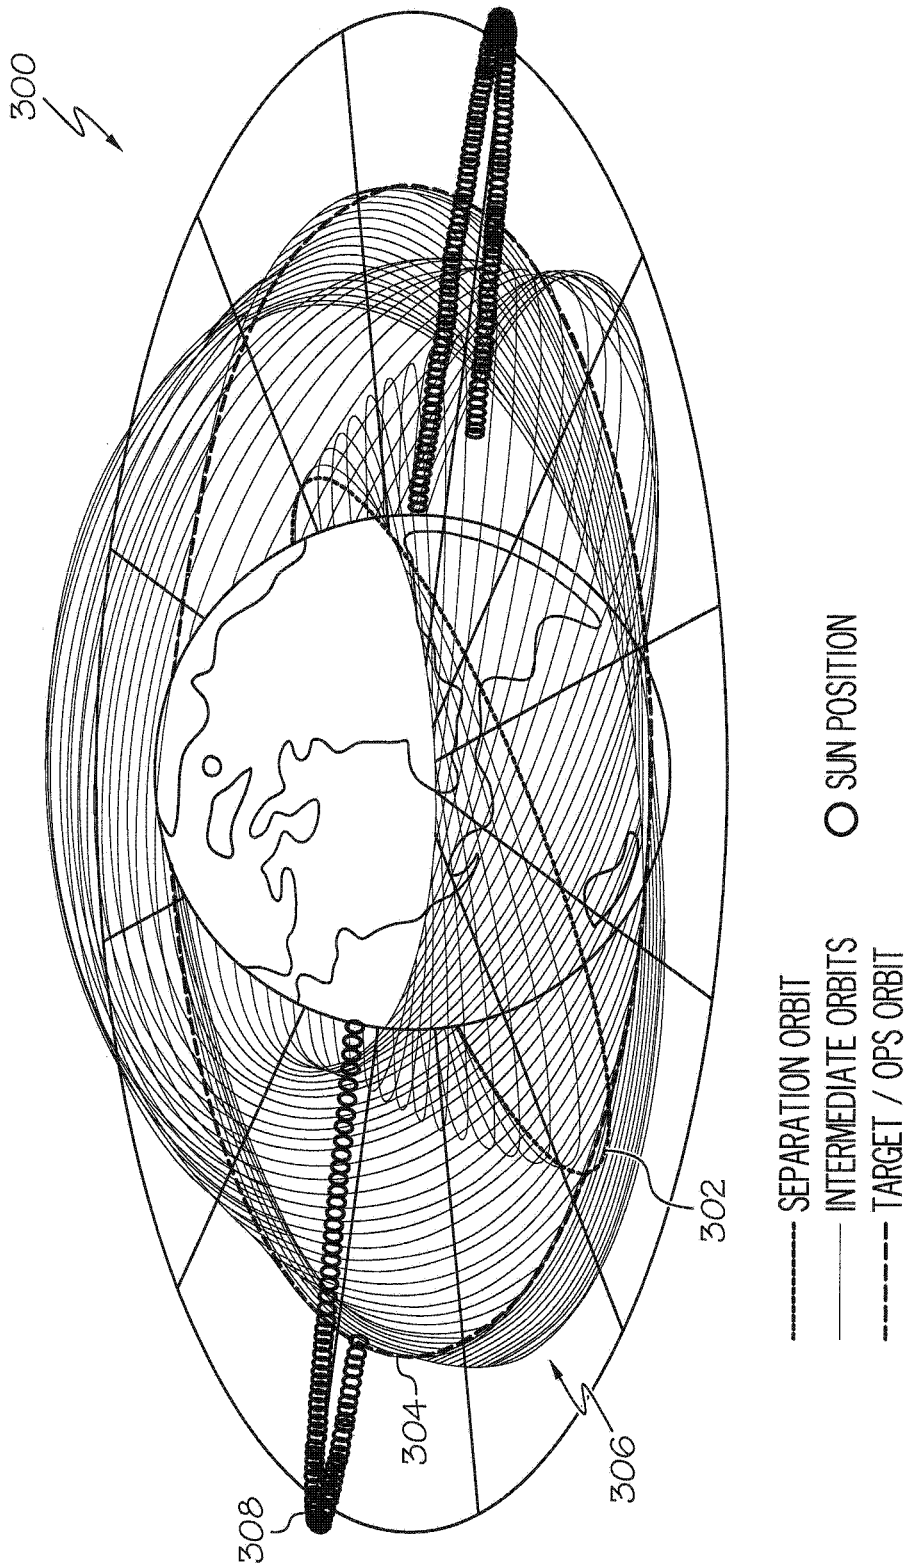 300
308
304
306
302
SEPARATION ORBIT
INTERMEDIATE ORBITS
TARGET / OPS ORBIT
SUN POSITION